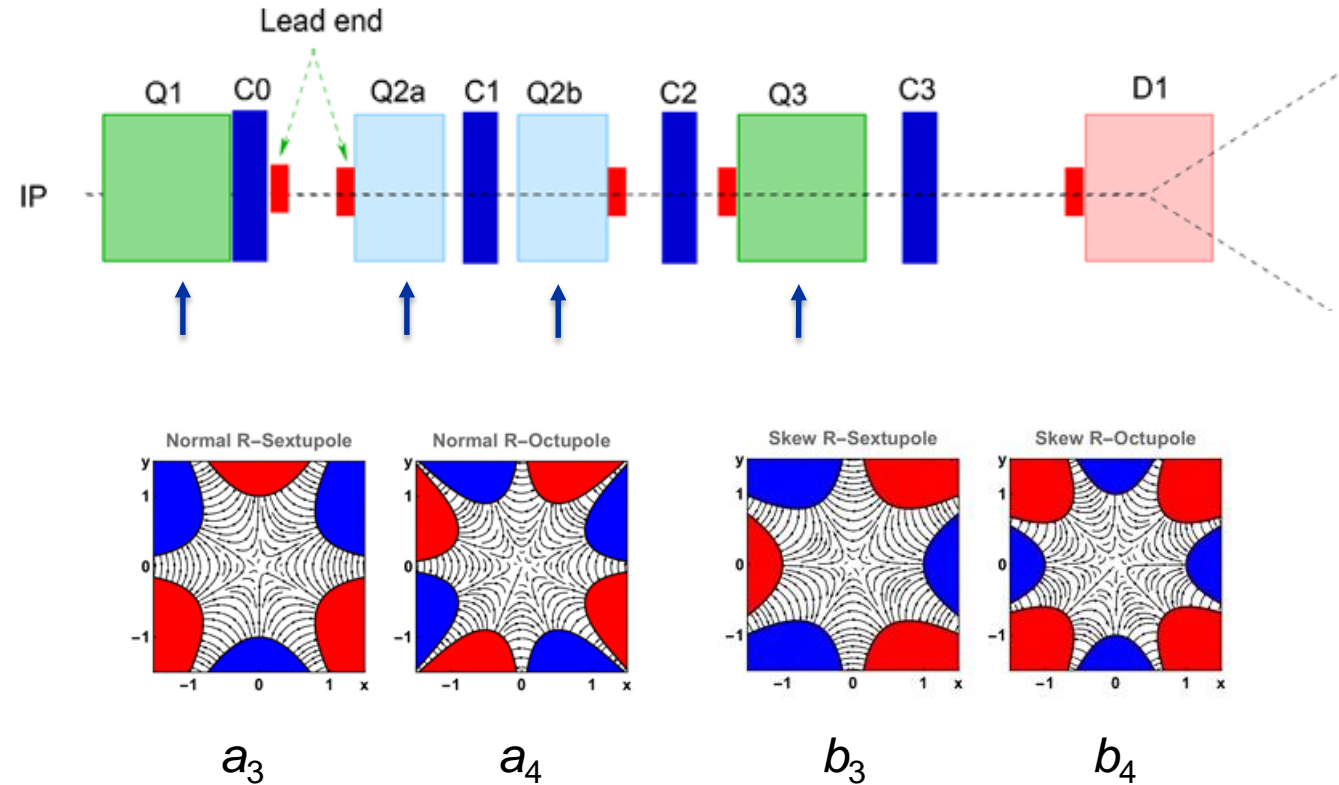 Lead end
Q1 C0 Q2a C1 Q2b C2 Q3 C3 D1
IP
Normal R−Sextupole Normal R−Octupole Skew R−Sextupole Skew R−Octupole
y y y y
1 1 1 1
0 0 0 0
−1 −1 −1 −1
−1 0 1 x −1 0 1 x −1 0 1 x −1 0 1 x
a3 a4 b3 b4